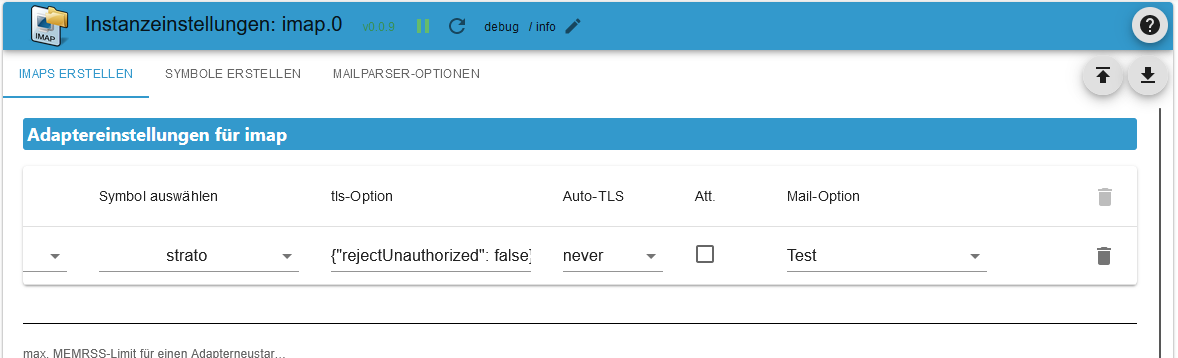 IMAP
Instanzeinstellungen: imap.0
v0.0.9
debug / info
IMAPS ERSTELLEN
SYMBOLE ERSTELLEN
MAILPARSER-OPTIONEN
Adaptereinstellungen für imap
Symbol auswählen
tls-Option
Auto-TLS
Att.
Mail-Option
strato
{"rejectUnauthorized": false}
never
Test
max. MEMRSS-Limit für einen Adapterneustar...